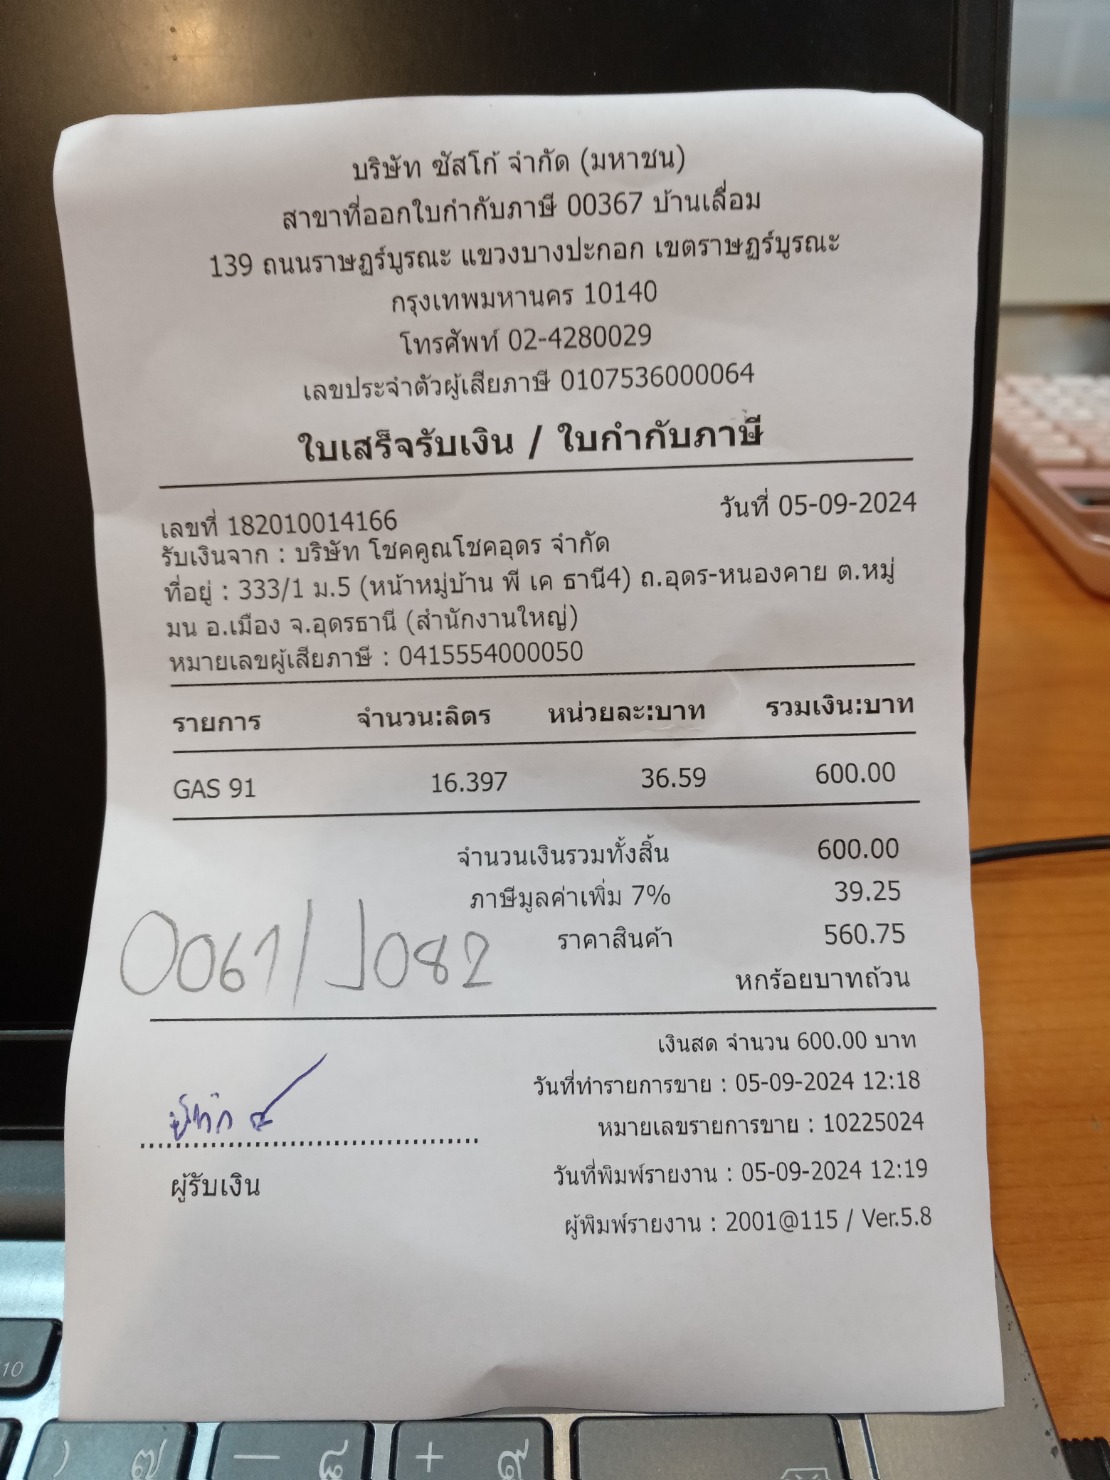 บริษัท ซัสโก้ จำกัด (มหาชน)
สาขาที่ออกใบกำกับภาษี 00367 บ้านเลื่อม
139 ถนนราษฎร์บูรณะ แขวงบางปะกอก เขตราษฎร์บูรณะ
กรุงเทพมหานคร 10140
โทรศัพท์ 02-4280029
เลขประจำตัวผู้เสียภาษี 0107536000064
ใบเสร็จรับเงิน / ใบกำกับภาษี
เลขที่ 182010014166 วันที่ 05-09-2024
รับเงินจาก : บริษัท โชคคูณโชคอุดร จำกัด
ที่อยู่ : 333/1 ม.5 (หน้าหมู่บ้าน พี เค ธานี4) ถ.อุดร-หนองคาย ต.หมู่
มน อ.เมือง จ.อุดรธานี (สำนักงานใหญ่)
หมายเลขผู้เสียภาษี : 0415554000050
รายการ จำนวน:ลิตร หน่วยละ:บาท รวมเงิน:บาท
GAS 91 16.397 36.59 600.00
จำนวนเงินรวมทั้งสิ้น 600.00
ภาษีมูลค่าเพิ่ม 7% 39.25
ราคาสินค้า 560.75
0061/J082
หกร้อยบาทถ้วน
เงินสด จำนวน 600.00 บาท
วันที่ทำรายการขาย : 05-09-2024 12:18
หมายเลขรายการขาย : 10225024
ผู้รับเงิน
วันที่พิมพ์รายงาน : 05-09-2024 12:19
ผู้พิมพ์รายงาน : 2001@115 / Ver.5.8
10
) ๗ — ๘ + ๙